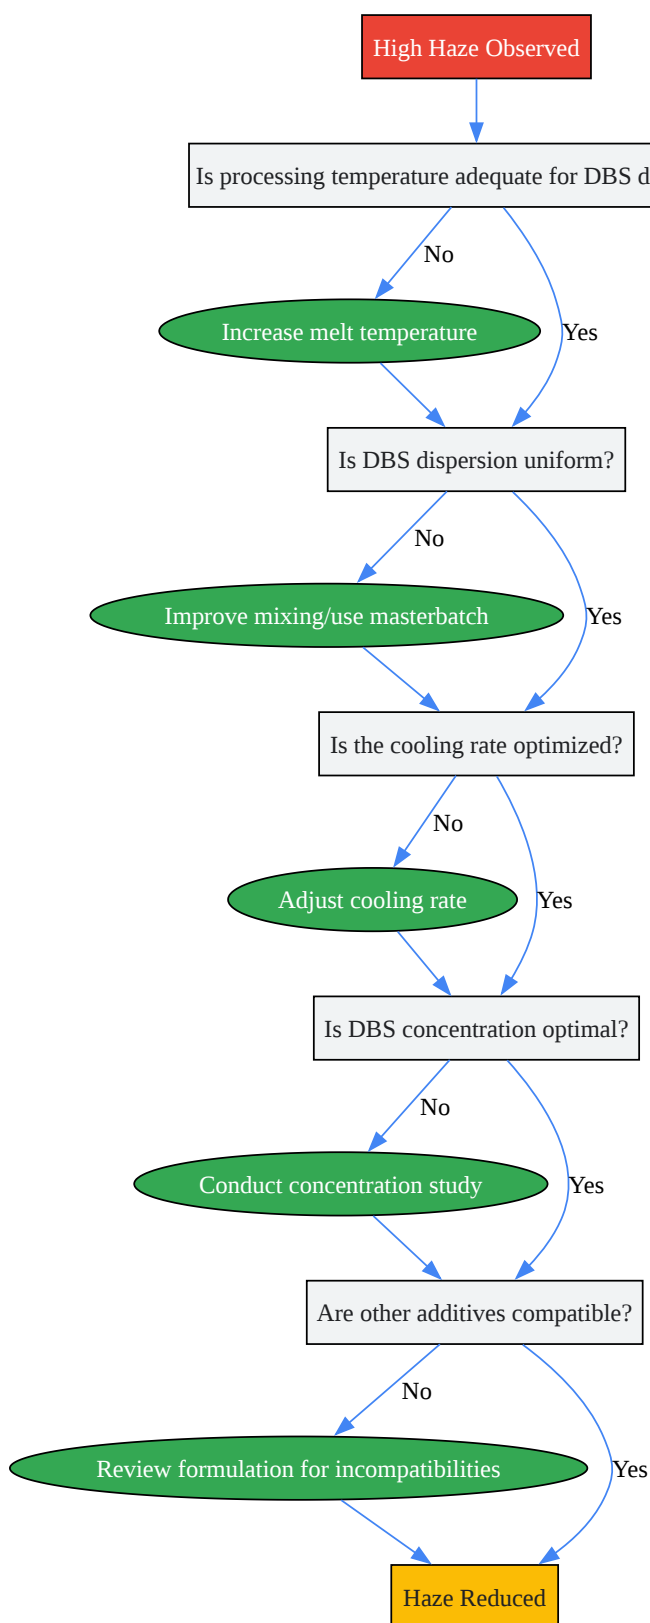 High Haze Observed
Is processing temperature adequate for DBS d
No
Increase melt temperature
Yes
Is DBS dispersion uniform?
No
Improve mixing/use masterbatch
Yes
Is the cooling rate optimized?
No
Adjust cooling rate
Yes
Is DBS concentration optimal?
No
Conduct concentration study
Yes
Are other additives compatible?
No
Review formulation for incompatibilities
Yes
Haze Reduced